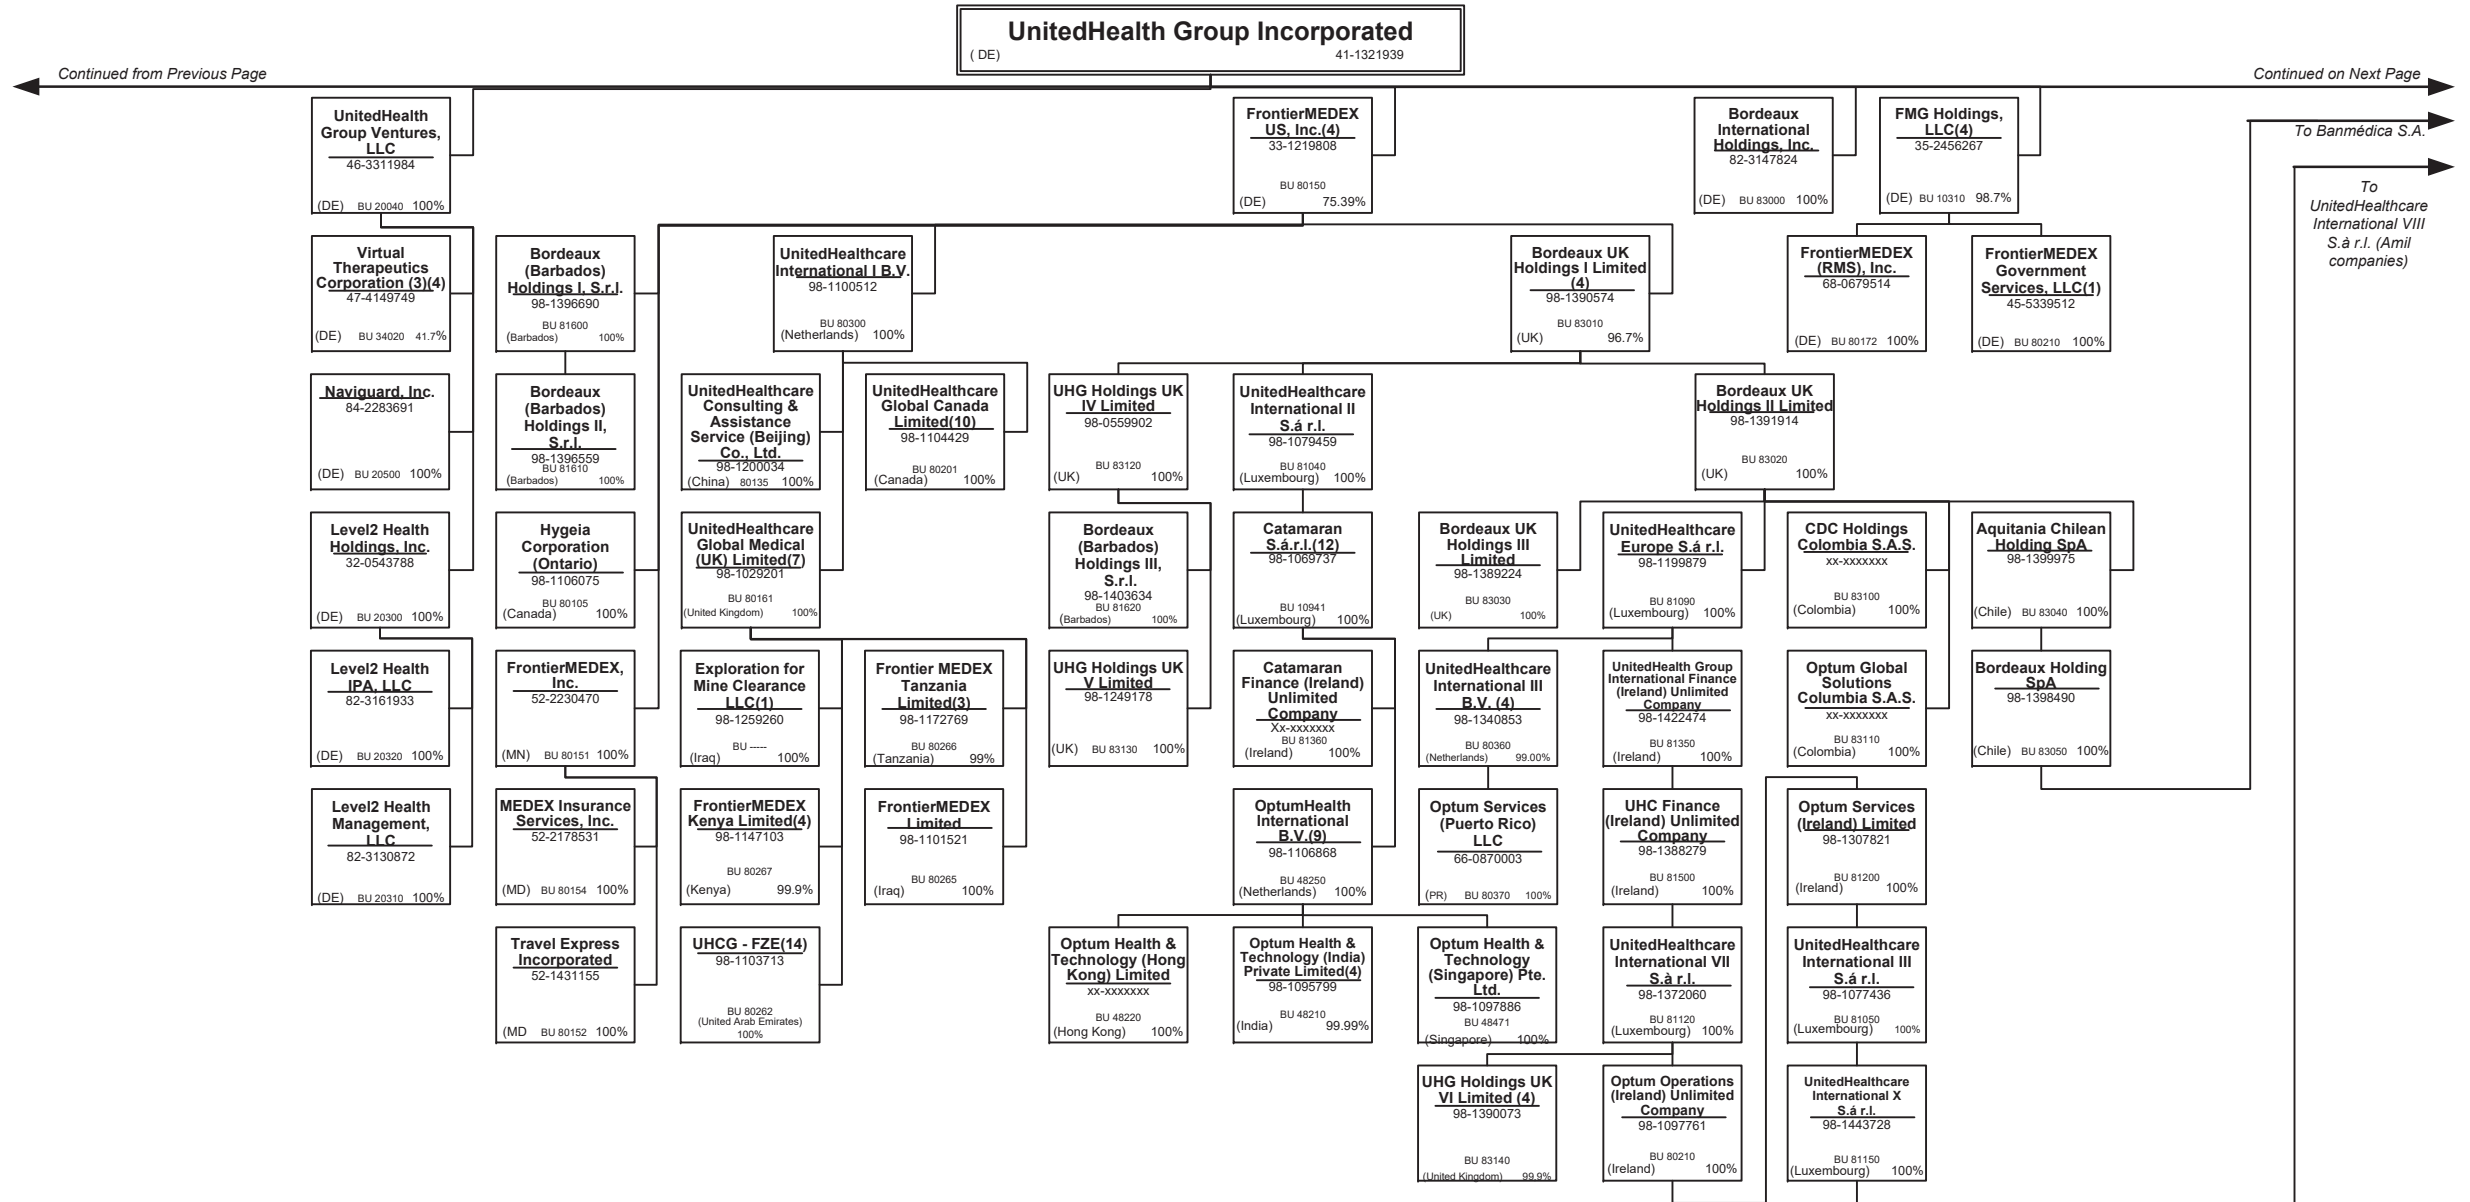 UnitedHealth Group Incorporated
( DE) 41-1321939
Continued from Previous Page
Continued on Next Page
UnitedHealth
Group Ventures,
LLC
46-3311984
(DE) BU 20040 100%
FrontierMEDEX
US, Inc.(4)
33-1219808
BU 80150
(DE) 75.39%
Bordeaux
International
Holdings, Inc.
82-3147824
(DE) BU 83000 100%
FMG Holdings,
LLC(4)
35-2456267
(DE) BU 10310 98.7%
To Banmédica S.A.
To
UnitedHealthcare
International VIII
S.à r.l. (Amil
companies)
Virtual
Therapeutics
Corporation (3)(4)
47-4149749
(DE) BU 34020 41.7%
Bordeaux
(Barbados)
Holdings I, S.r.l.
98-1396690
BU 81600
(Barbados) 100%
UnitedHealthcare
International I B.V.
98-1100512
BU 80300
(Netherlands) 100%
Bordeaux UK
Holdings I Limited
(4)
98-1390574
BU 83010
(UK) 96.7%
FrontierMEDEX
(RMS), Inc.
68-0679514
(DE) BU 80172 100%
FrontierMEDEX
Government
Services, LLC(1)
45-5339512
(DE) BU 80210 100%
Naviguard, Inc.
84-2283691
(DE) BU 20500 100%
Bordeaux
(Barbados)
Holdings II,
S.r.l.
98-1396559
BU 81610
(Barbados) 100%
UnitedHealthcare
Consulting &
Assistance
Service (Beijing)
Co., Ltd.
98-1200034
(China) 80135 100%
UnitedHealthcare
Global Canada
Limited(10)
98-1104429
BU 80201
(Canada) 100%
UHG Holdings UK
IV Limited
98-0559902
BU 83120
(UK) 100%
UnitedHealthcare
International II
S.á r.l.
98-1079459
BU 81040
(Luxembourg) 100%
Bordeaux UK
Holdings II Limited
98-1391914
BU 83020
(UK) 100%
Level2 Health
Holdings, Inc.
32-0543788
(DE) BU 20300 100%
Hygeia
Corporation
(Ontario)
98-1106075
BU 80105
(Canada) 100%
UnitedHealthcare
Global Medical
(UK) Limited(7)
98-1029201
BU 80161
(United Kingdom) 100%
Bordeaux
(Barbados)
Holdings III,
S.r.l.
98-1403634
BU 81620
(Barbados) 100%
Catamaran
S.á.r.l.(12)
98-1069737
BU 10941
(Luxembourg) 100%
Bordeaux UK
Holdings III
Limited
98-1389224
BU 83030
(UK) 100%
UnitedHealthcare
Europe S.á r.l.
98-1199879
BU 81090
(Luxembourg) 100%
CDC Holdings
Colombia S.A.S.
xx-xxxxxxx
BU 83100
(Colombia) 100%
Aquitania Chilean
Holding SpA
98-1399975
(Chile) BU 83040 100%
Level2 Health
IPA, LLC
82-3161933
(DE) BU 20320 100%
FrontierMEDEX,
Inc.
52-2230470
(MN) BU 80151 100%
Exploration for
Mine Clearance
LLC(1)
98-1259260
BU -----
(Iraq) 100%
Frontier MEDEX
Tanzania
Limited(3)
98-1172769
BU 80266
(Tanzania) 99%
UHG Holdings UK
V Limited
98-1249178
(UK) BU 83130 100%
Catamaran
Finance (Ireland)
Unlimited
Company
Xx-xxxxxxx
BU 81360
(Ireland) 100%
UnitedHealthcare
International III
B.V. (4)
98-1340853
BU 80360
(Netherlands) 99.00%
UnitedHealth Group
International Finance
(Ireland) Unlimited
Company
98-1422474
BU 81350
(Ireland) 100%
Optum Global
Solutions
Columbia S.A.S.
xx-xxxxxxx
BU 83110
(Colombia) 100%
Bordeaux Holding
SpA
98-1398490
(Chile) BU 83050 100%
Level2 Health
Management,
LLC
82-3130872
(DE) BU 20310 100%
MEDEX Insurance
Services, Inc.
52-2178531
(MD) BU 80154 100%
FrontierMEDEX
Kenya Limited(4)
98-1147103
BU 80267
(Kenya) 99.9%
FrontierMEDEX
Limited
98-1101521
BU 80265
(Iraq) 100%
OptumHealth
International
B.V.(9)
98-1106868
BU 48250
(Netherlands) 100%
Optum Services
(Puerto Rico)
LLC
66-0870003
(PR) BU 80370 100%
UHC Finance
(Ireland) Unlimited
Company
98-1388279
BU 81500
(Ireland) 100%
Optum Services
(Ireland) Limited
98-1307821
BU 81200
(Ireland) 100%
Travel Express
Incorporated
52-1431155
(MD BU 80152 100%
UHCG - FZE(14)
98-1103713
BU 80262
(United Arab Emirates)
100%
Optum Health &
Technology (Hong
Kong) Limited
xx-xxxxxxx
BU 48220
(Hong Kong) 100%
Optum Health &
Technology (India)
Private Limited(4)
98-1095799
BU 48210
(India) 99.99%
Optum Health &
Technology
(Singapore) Pte.
Ltd.
98-1097886
BU 48471
(Singapore) 100%
UnitedHealthcare
International VII
S.à r.l.
98-1372060
BU 81120
(Luxembourg) 100%
UnitedHealthcare
International III
S.á r.l.
98-1077436
BU 81050
(Luxembourg) 100%
UHG Holdings UK
VI Limited (4)
98-1390073
BU 83140
(United Kingdom) 99.9%
Optum Operations
(Ireland) Unlimited
Company
98-1097761
BU 80210
(Ireland) 100%
UnitedHealthcare
International X
S.á r.l.
98-1443728
BU 81150
(Luxembourg) 100%